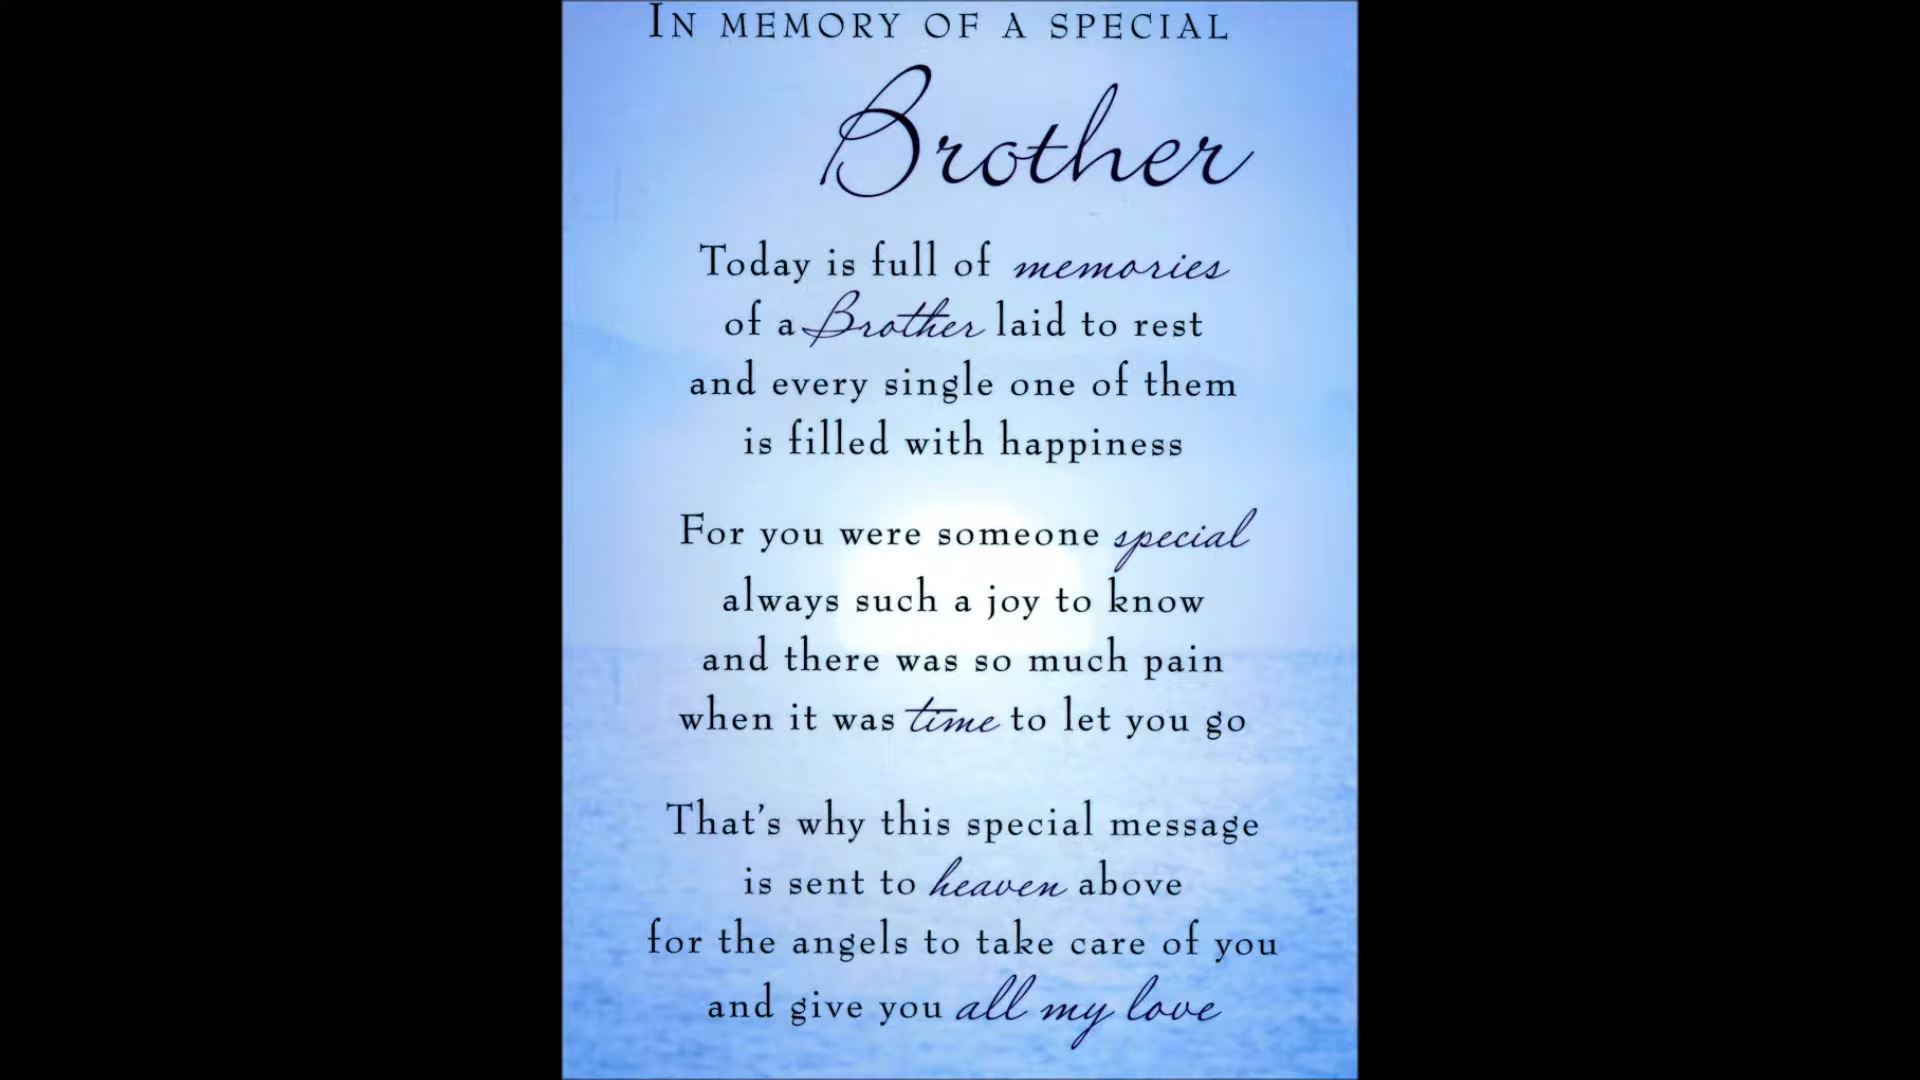 IN MEMORY OF A SPECIAL
Brother
Today is full of memories
of a Brother laid to rest
and every single one of them
is filled with happiness
For you were someone special
always such a joy to know
and there was so much pain
when it was time to let you go
That's why this special message
is sent to heaven above
for the angels to take care of you
and give you all my love